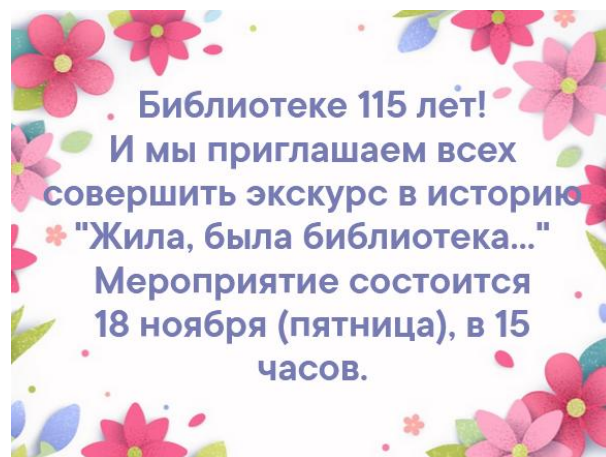 Библиотеке 115 лет!
И мы приглашаем всех
совершить экскурс в историю
"Жила, была библиотека..."
Мероприятие состоится
18 ноября (пятница), в 15
часов.